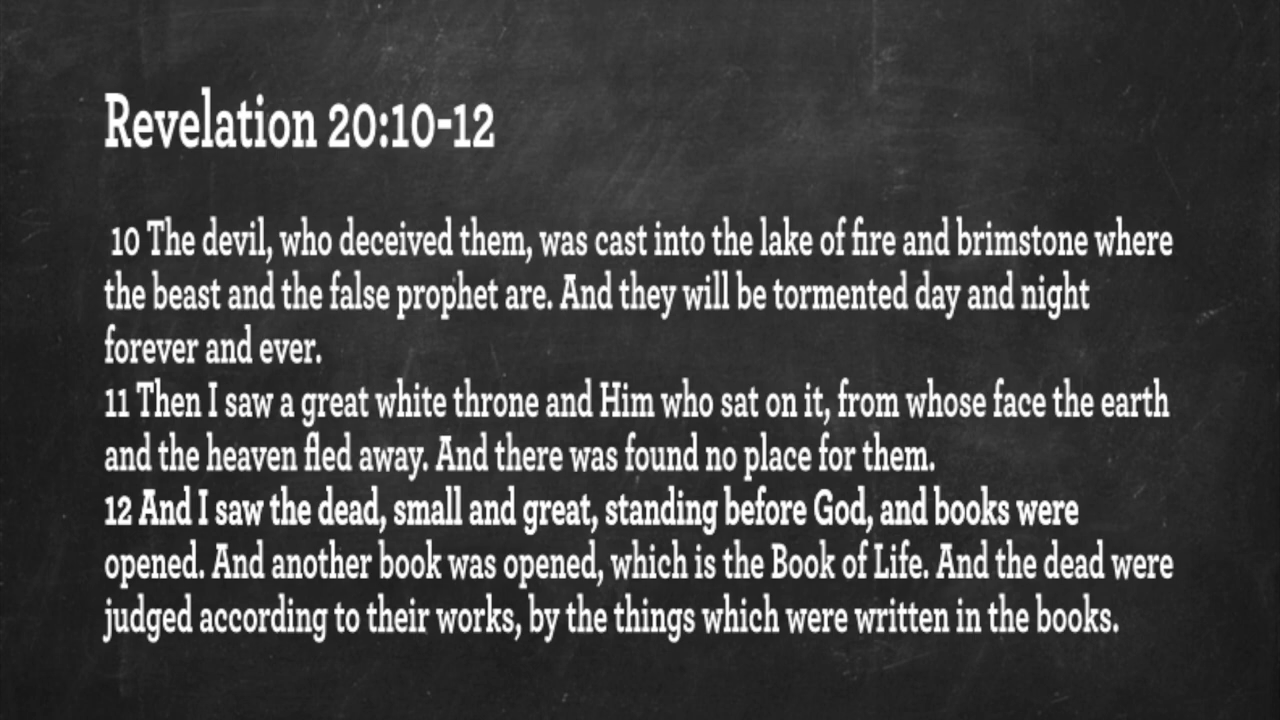 Revelation 20:10-12
10 The devil, who deceived them, was cast into the lake of fire and brimstone where
the beast and the false prophet are. And they will be tormented day and night
forever and ever.
11 Then I saw a great white throne and Him who sat on it, from whose face the earth
and the heaven fled away. And there was found no place for them.
12 And I saw the dead, small and great, standing before God, and books were
opened. And another book was opened, which is the Book of Life. And the dead were
judged according to their works, by the things which were written in the books.